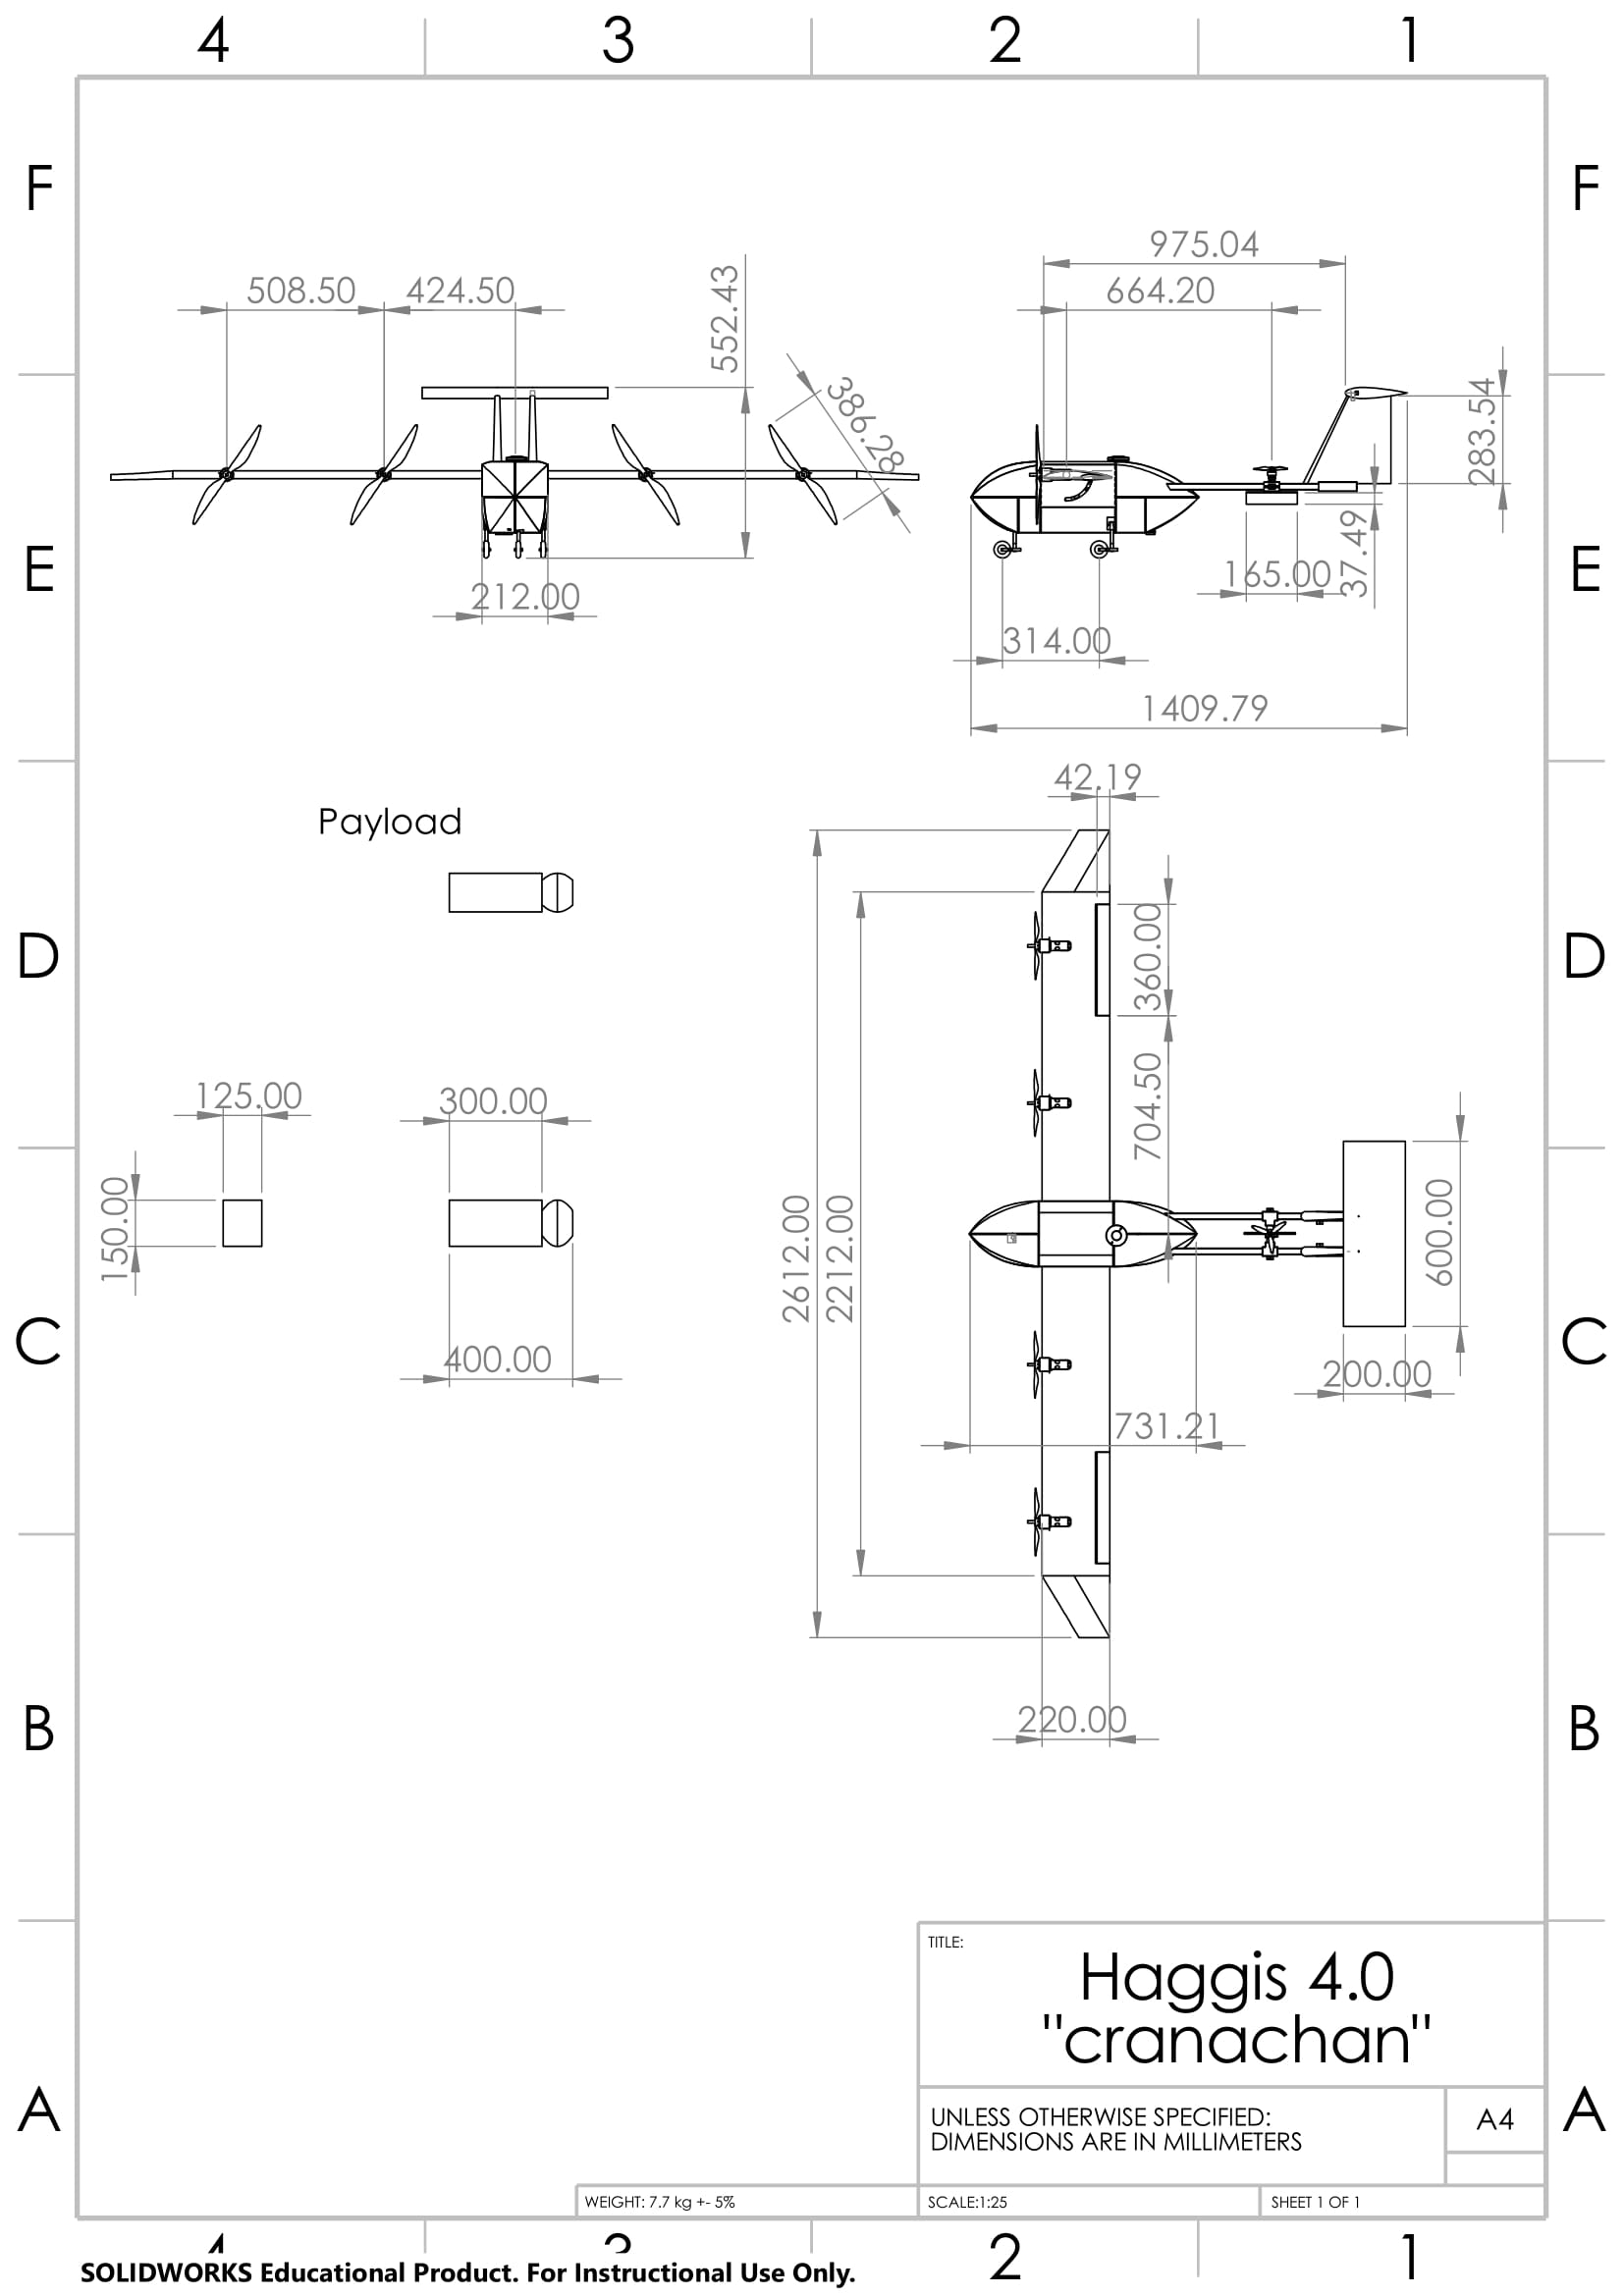 4 3 2 1
F F
975.04
508.50 424.50 552.43 664.20
386.28 283.54
E E
212.00 165.00 37.49
314.00
1409.79
42.19
Payload
360.00
D D
125.00 300.00 704.50
150.00 2612.00 2212.00 600.00
C C
400.00 200.00
731.21
220.00
B B
TITLE:
Haggis 4.0
"cranachan"
A A
UNLESS OTHERWISE SPECIFIED:
DIMENSIONS ARE IN MILLIMETERS
A4
WEIGHT: 7.7 kg +- 5% SCALE:1:25 SHEET 1 OF 1
4 3 2 1
SOLIDWORKS Educational Product. For Instructional Use Only.